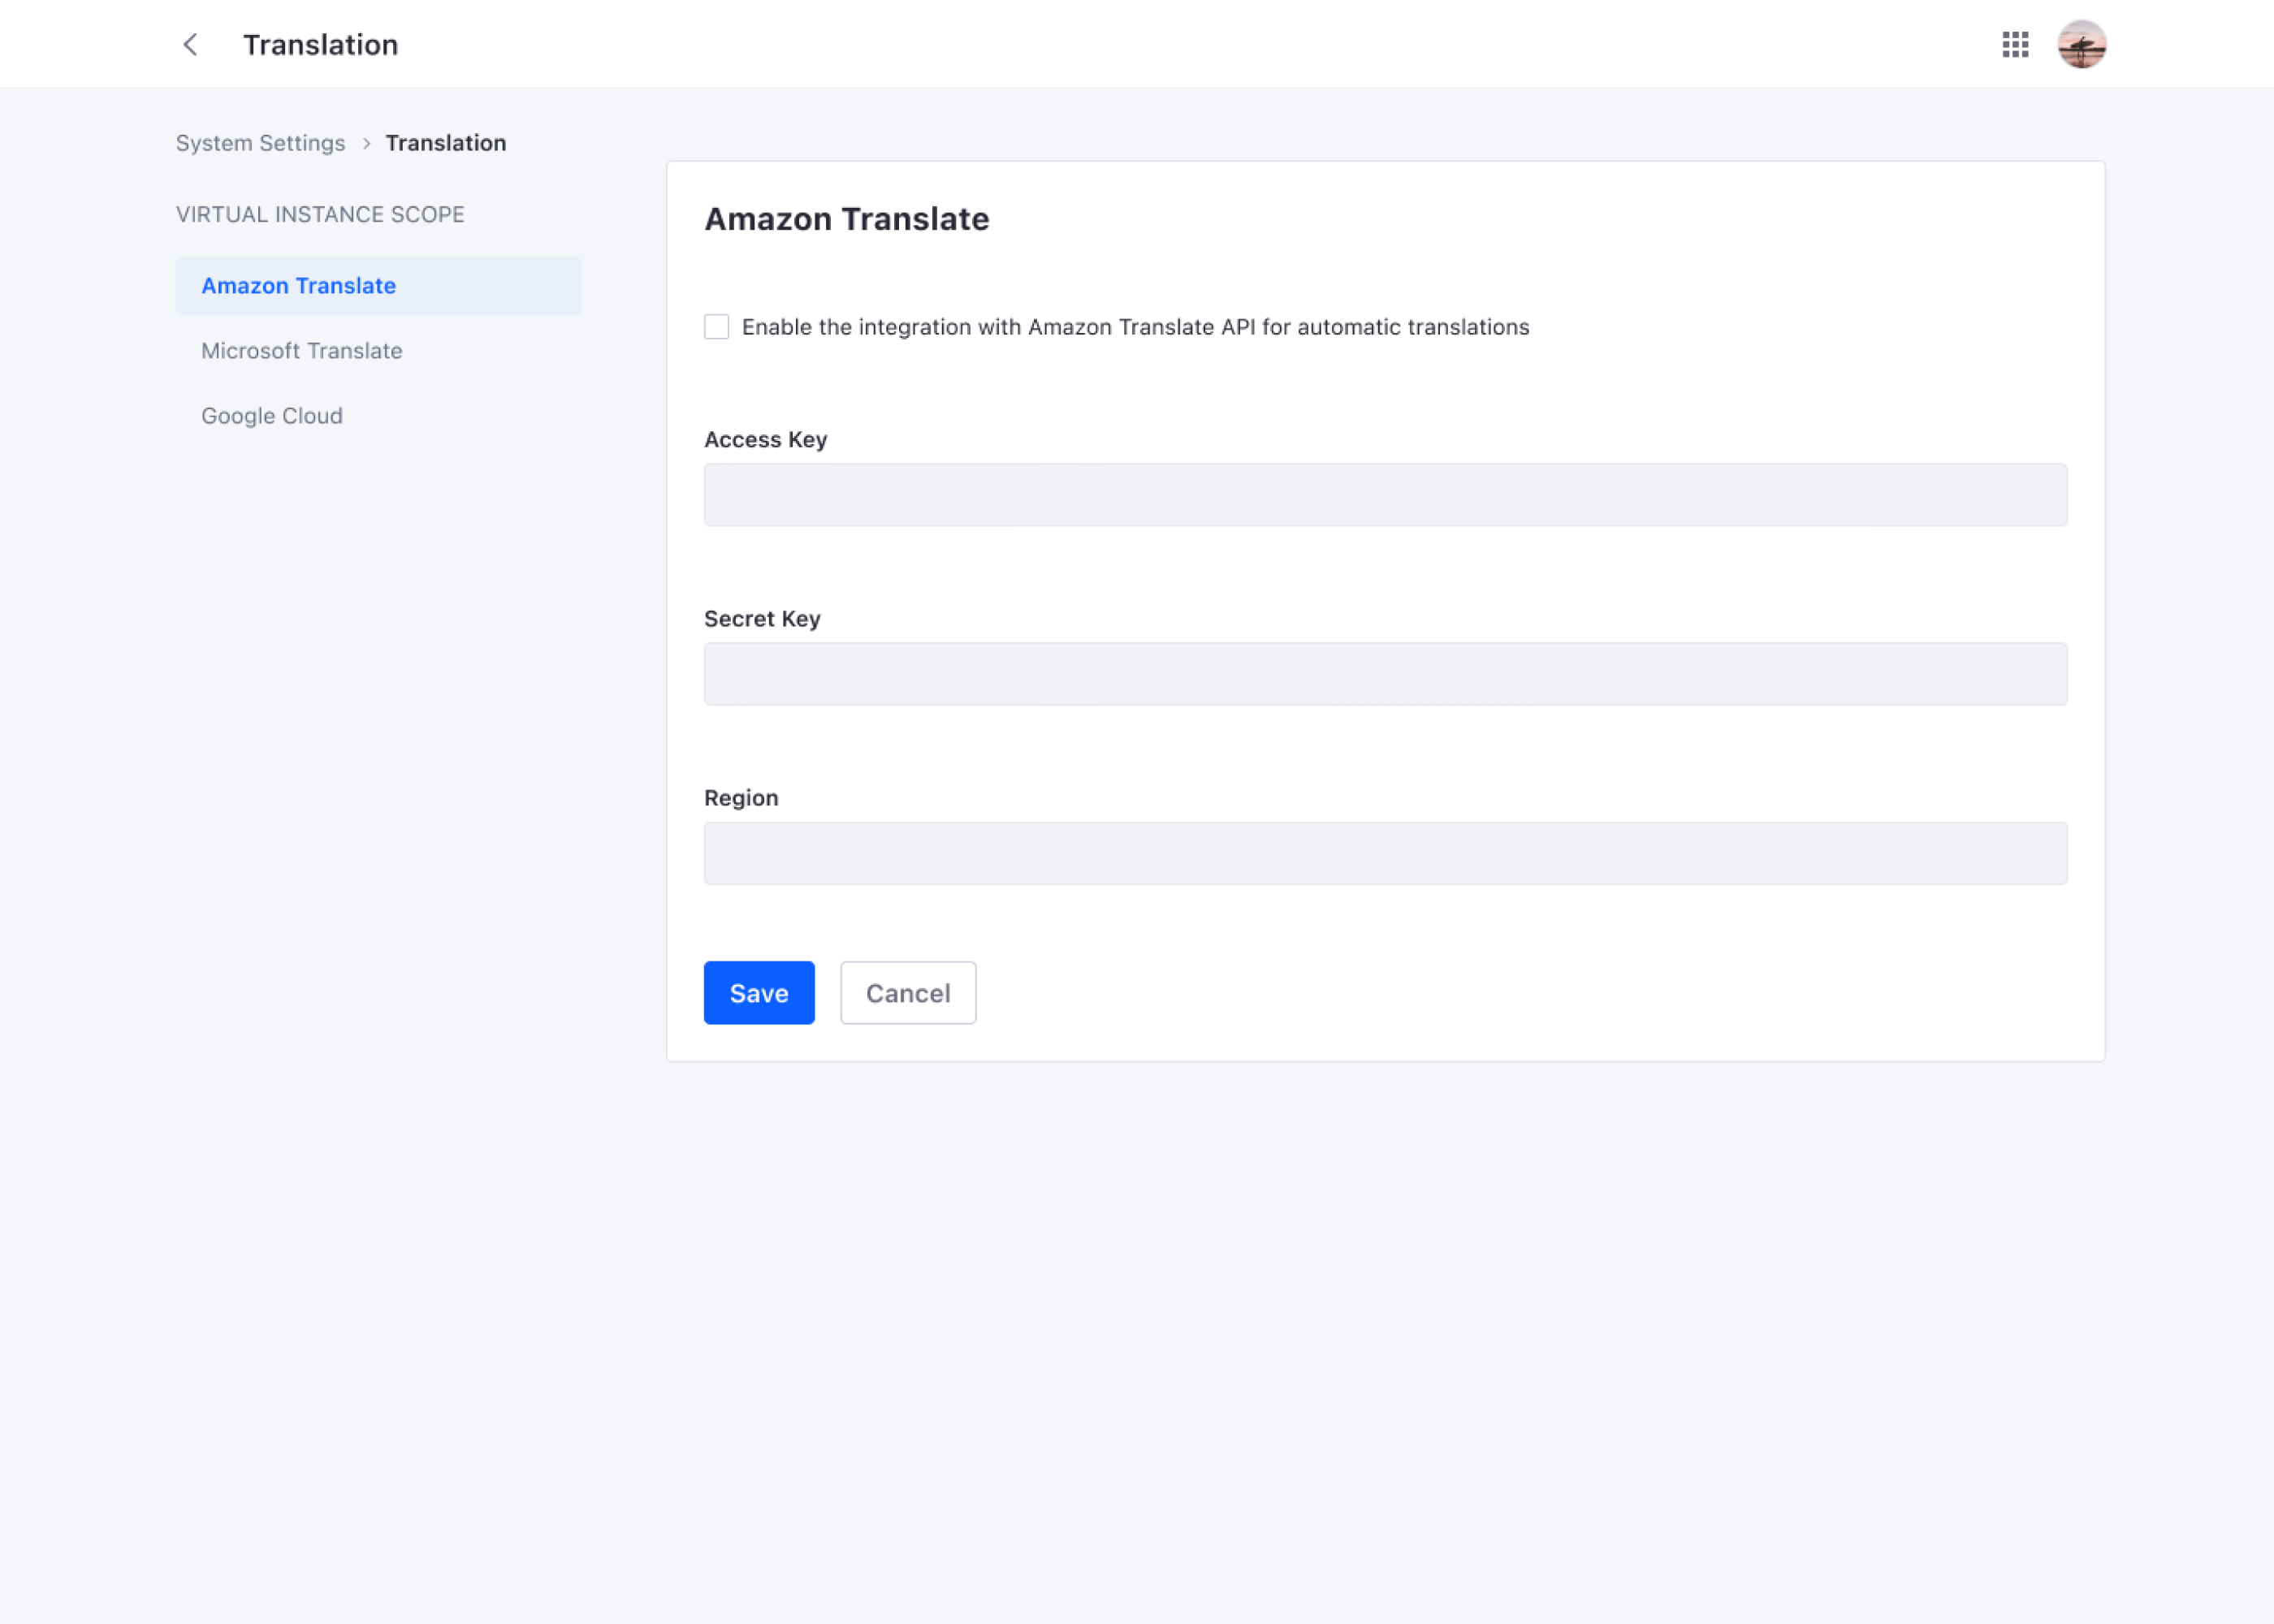 Translation
System Settings > Translation
VIRTUAL INSTANCE SCOPE
Amazon Translate
Microsoft Translate
Google Cloud
Amazon Translate
Enable the integration with Amazon Translate API for automatic translations
Access Key
Secret Key
Region
Save
Cancel